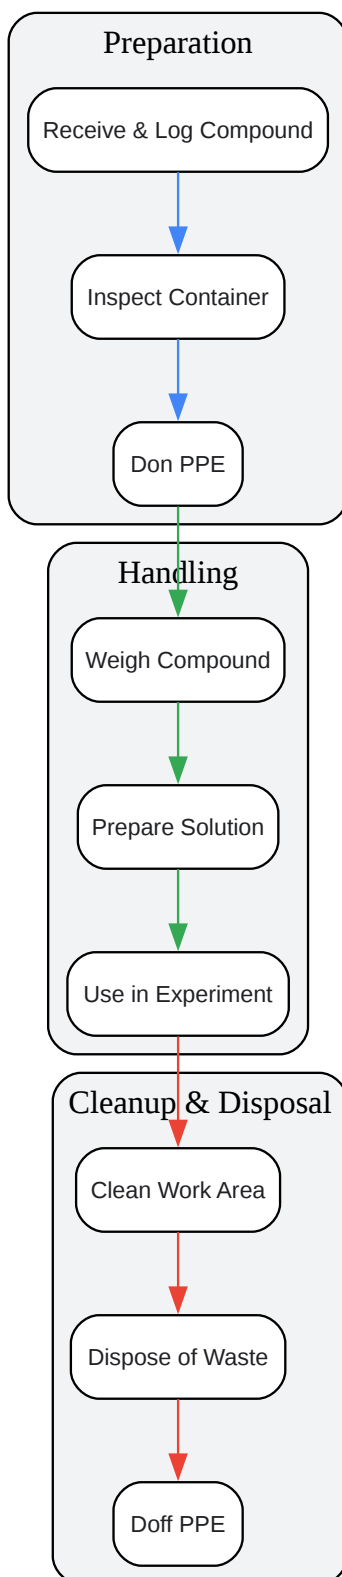 Preparation
Receive & Log Compound
Inspect Container
Don PPE
Handling
Weigh Compound
Prepare Solution
Use in Experiment
Cleanup & Disposal
Clean Work Area
Dispose of Waste
Doff PPE